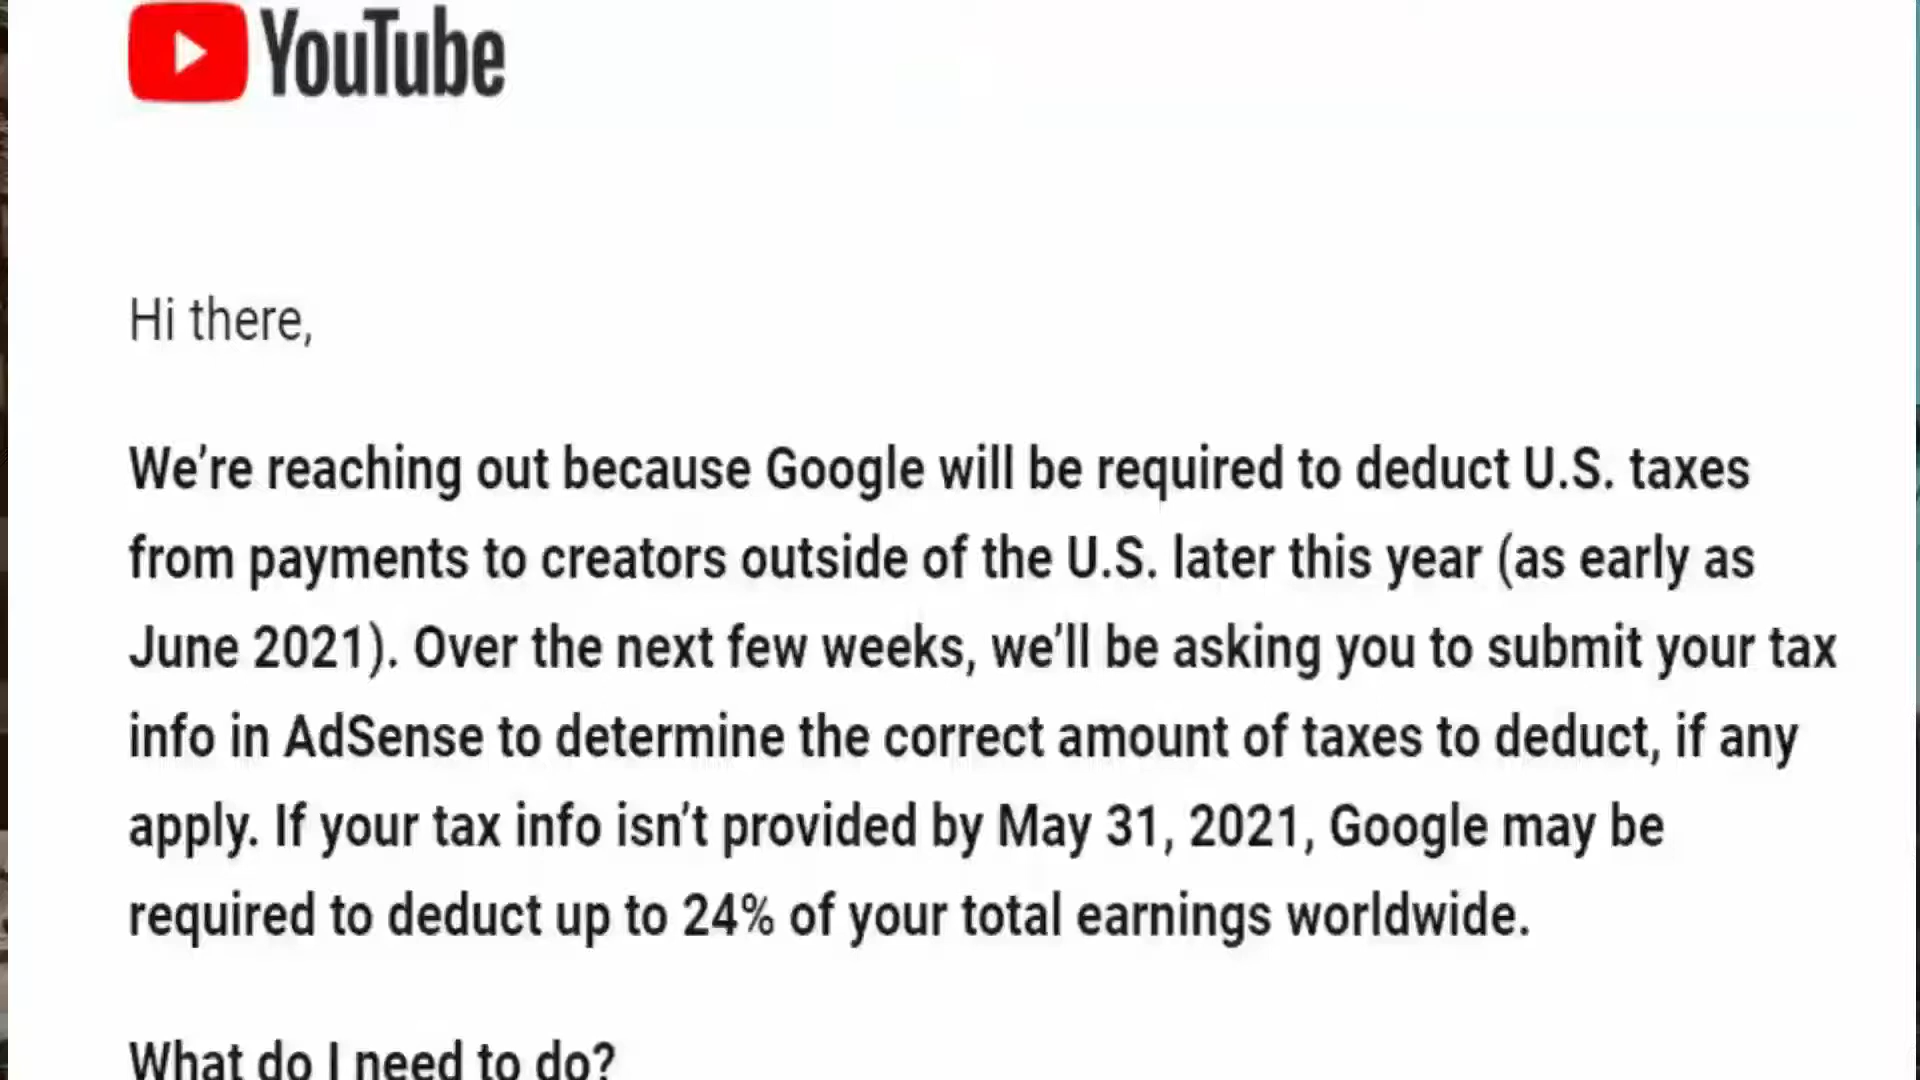 YouTube
Hi there,
We’re reaching out because Google will be required to deduct U.S. taxes
from payments to creators outside of the U.S. later this year (as early as
June 2021). Over the next few weeks, we’ll be asking you to submit your tax
info in AdSense to determine the correct amount of taxes to deduct, if any
apply. If your tax info isn’t provided by May 31, 2021, Google may be
required to deduct up to 24% of your total earnings worldwide.
What do I need to do?